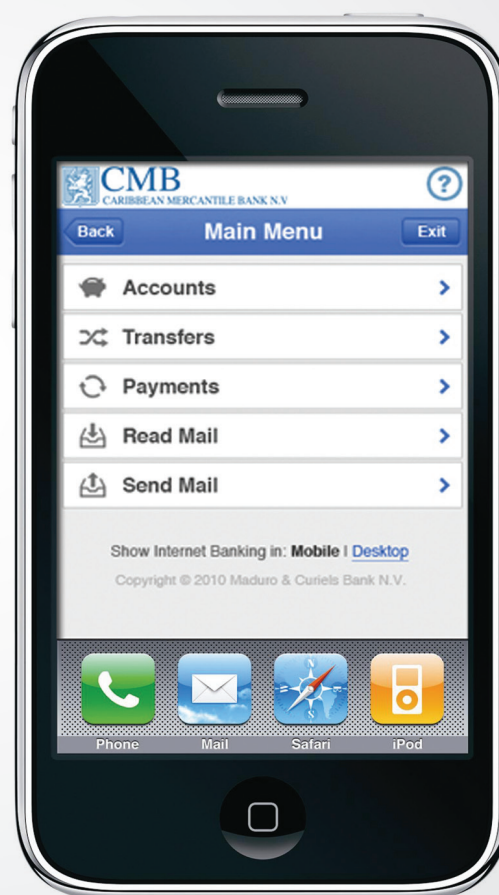 CMB
CARIBBEAN MERCANTILE BANK N.V
?
Back
Main Menu
Exit
Accounts
Transfers
Payments
Read Mail
Send Mail
Show Internet Banking in: Mobile | Desktop
Copyright © 2010 Maduro & Curiels Bank N.V.
N
S
Phone
Mail
Safari
iPod